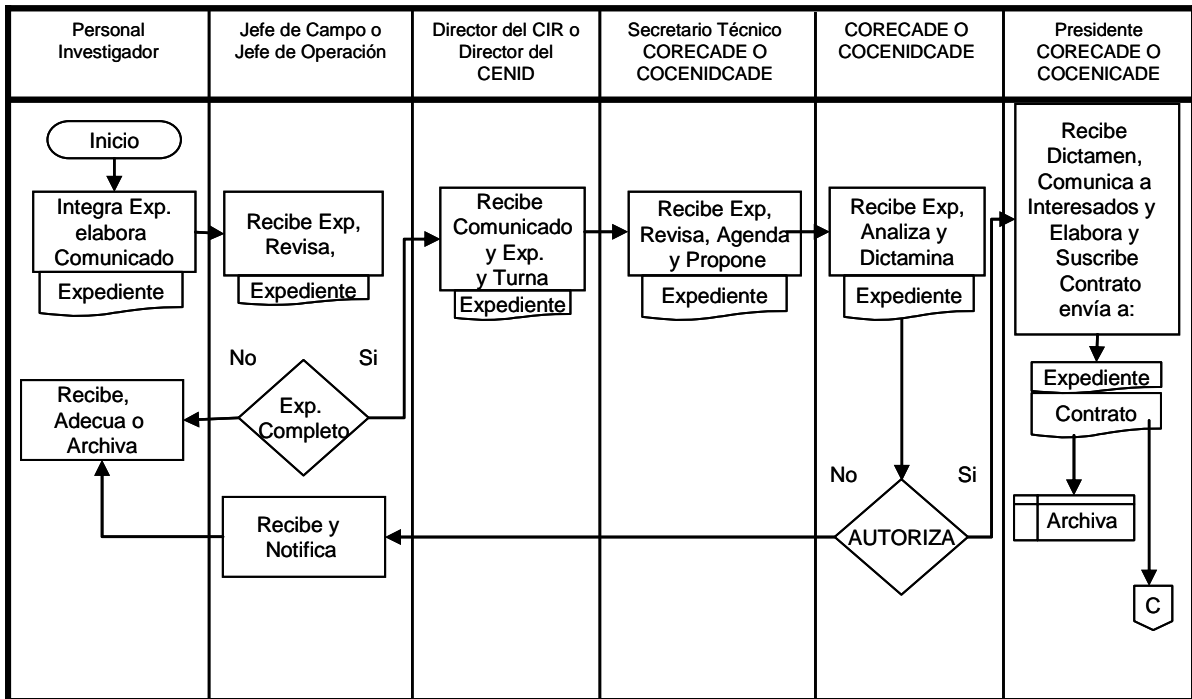 Personal
Investigador
Jefe de Campo o
Jefe de Operación
Director del CIR o
Director del
CENID
Secretario Técnico
CORECADE O
COCENIDCADE
CORECADE O
COCENIDCADE
Presidente
CORECADE O
COCENICADE
Inicio
Integra Exp.
elabora
Comunicado
Expediente
Recibe Exp,
Revisa,
Expediente
Recibe
Comunicado
y Exp.
y Turna
Expediente
Recibe Exp,
Revisa, Agenda
y Propone
Expediente
Recibe Exp,
Analiza y
Dictamina
Expediente
Recibe
Dictamen,
Comunica a
Interesados y
Elabora y
Suscribe
Contrato
envía a:
Expediente
Contrato
No
Si
Exp.
Completo
Recibe,
Adecua o
Archiva
No
Si
AUTORIZA
Recibe y
Notifica
Archiva
C